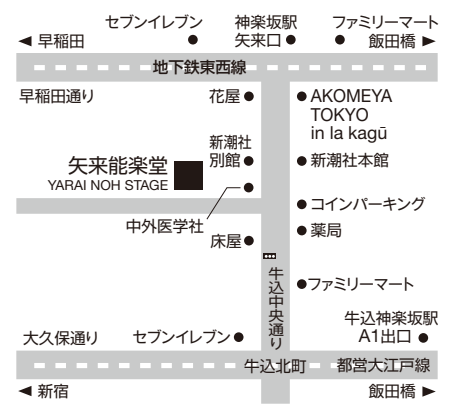 セブンイレブン
神楽坂駅
矢来口
ファミリーマート
早稲田
飯田橋
地下鉄東西線
早稲田通り
花屋
AKOMEYA
TOKYO
in la kagū
新潮社
別館
新潮社本館
矢来能楽堂
YARAI NOH STAGE
コインパーキング
中外医学社
薬局
床屋
牛込中央通り
ファミリーマート
牛込神楽坂駅
A1出口
大久保通り
セブンイレブン
牛込北町
都営大江戸線
新宿
飯田橋